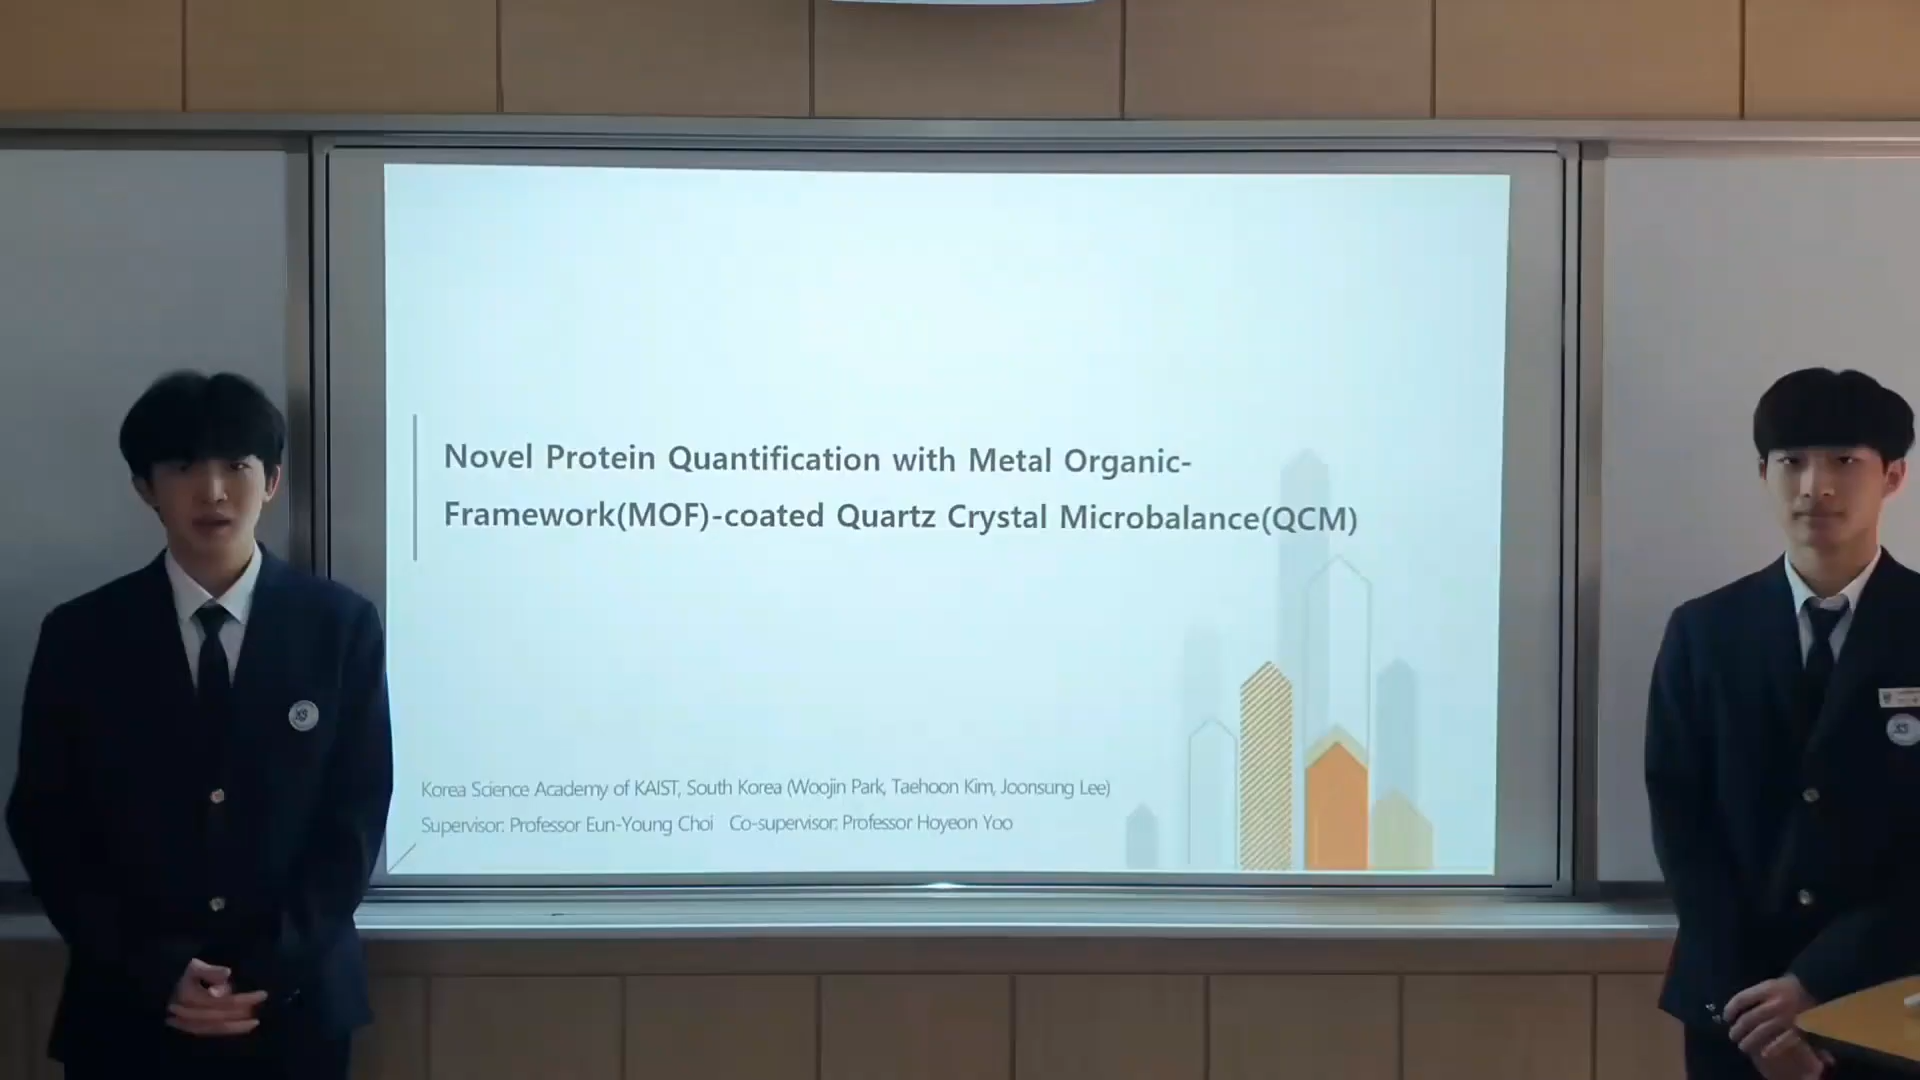 Novel Protein Quantification with Metal Organic-
Framework(MOF)-coated Quartz Crystal Microbalance(QCM)
Korea Science Academy of KAIST, South Korea (Woojin Park, Taehoon Kim, Joonsung Lee)
Supervisor: Professor Eun-Young Choi Co-supervisor: Professor Hoyeon Yoo